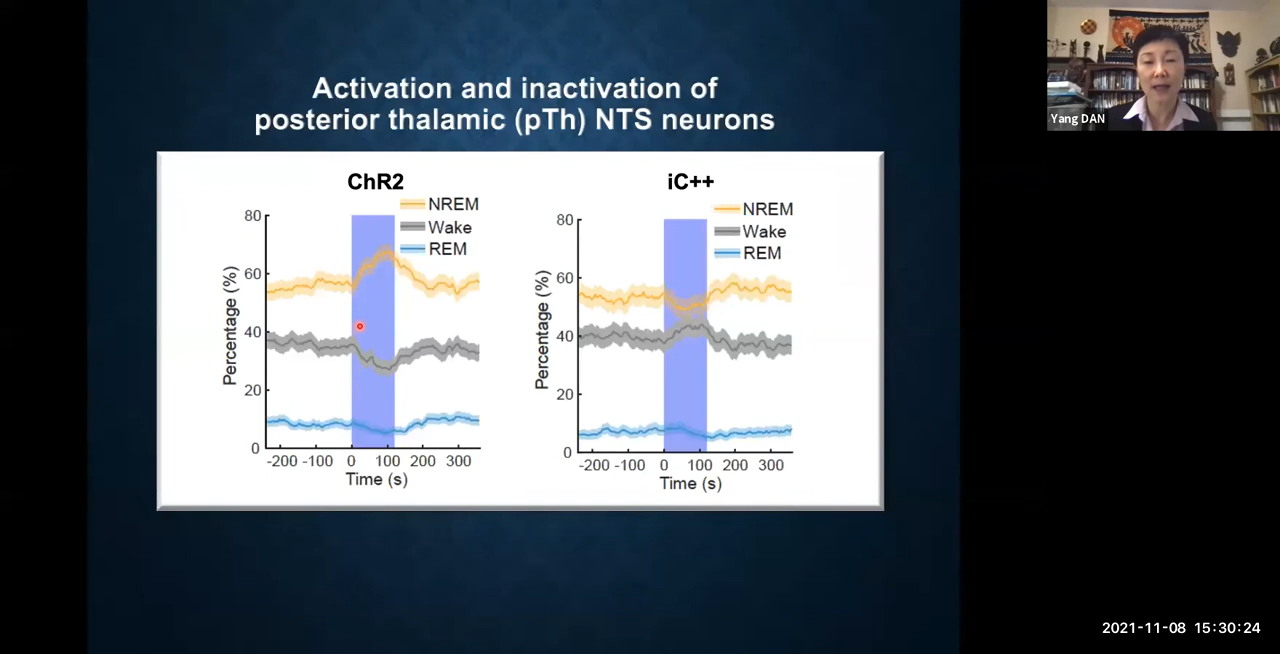 Activation and inactivation of
posterior thalamic (pTh) NTS neurons
ChR2
NREM
Wake
REM
80
60
40
20
0
Percentage (%)
-200 -100 0 100 200 300
Time (s)
iC++
NREM
Wake
REM
80
60
40
20
0
Percentage (%)
-200 -100 0 100 200 300
Time (s)
Yang DAN
2021-11-08 15:30:24